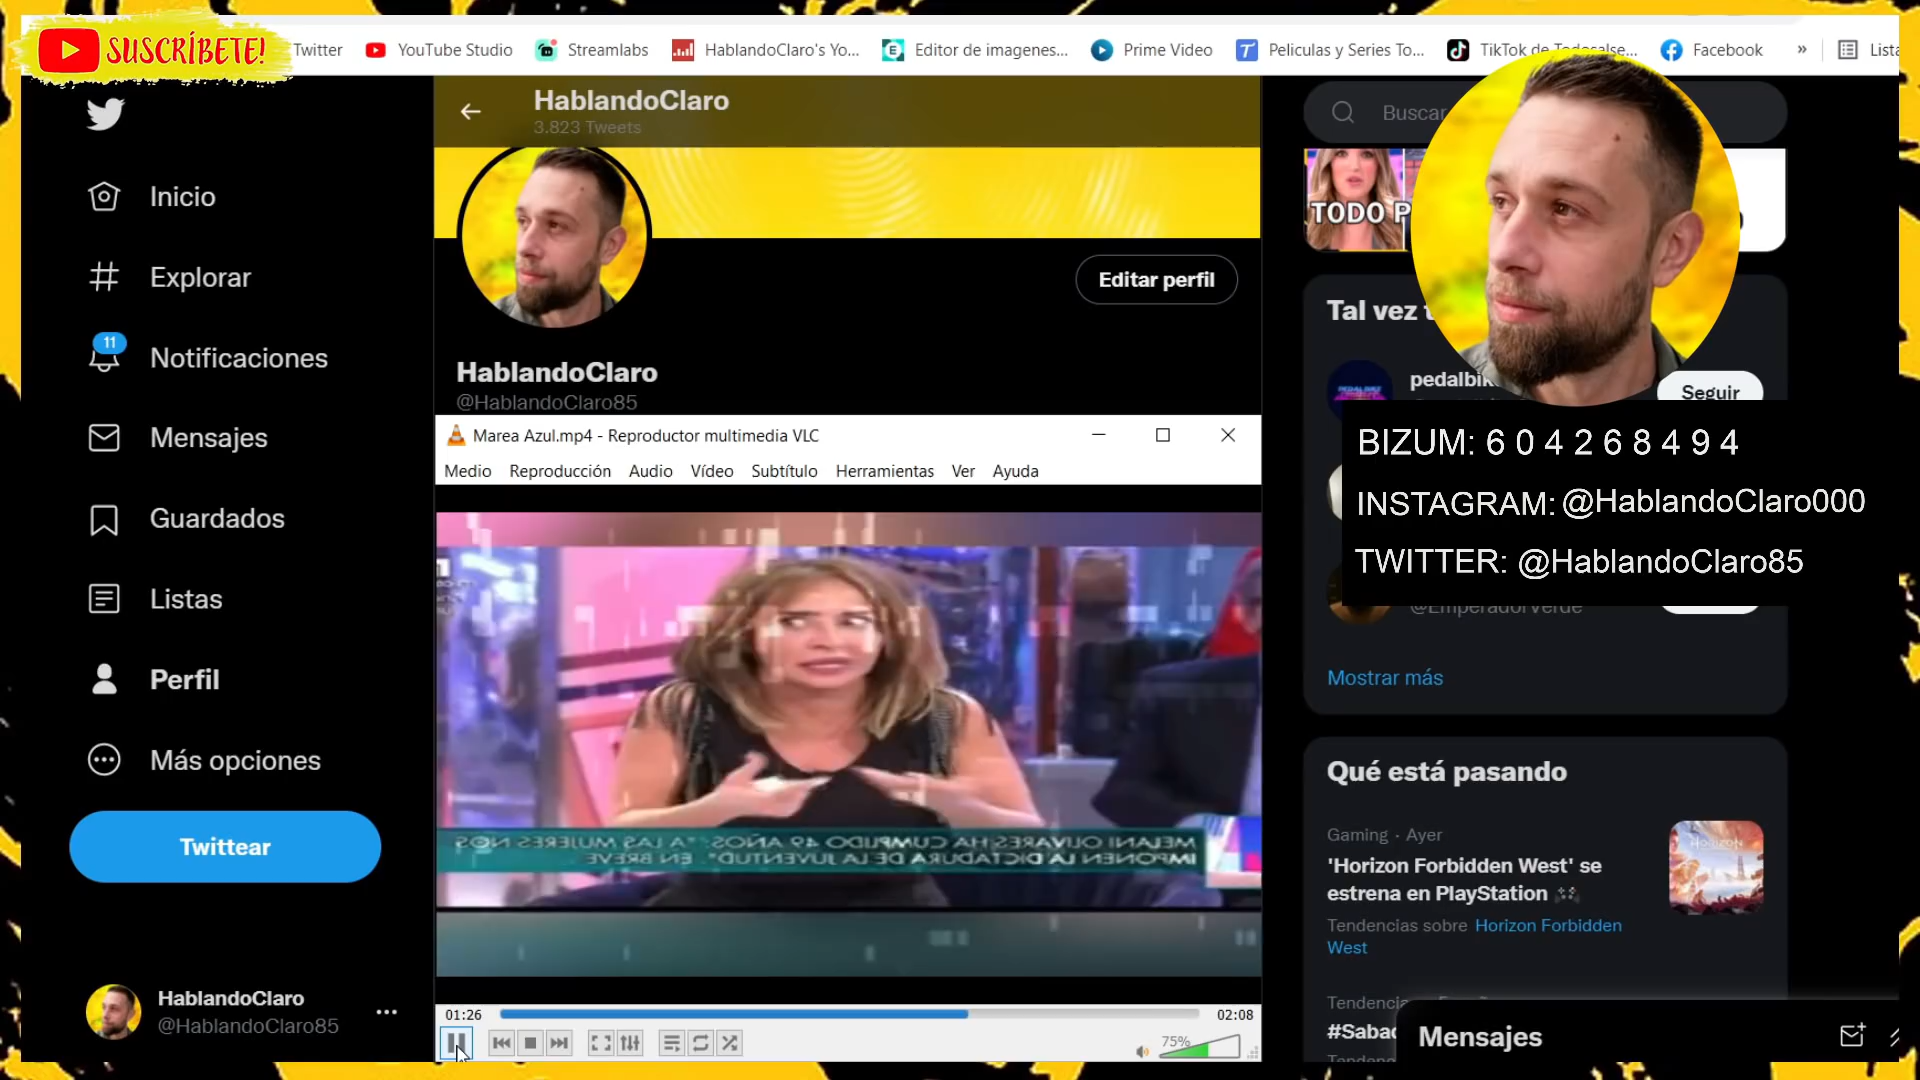 SUSCRÍBETE!
Twitter
YouTube Studio
Streamlabs
HablandoClaro's Yo...
Editor de imagenes...
Prime Video
Peliculas y Series To...
TikTok de Todosalse...
Facebook
»
Lista
HablandoClaro
3.823 Tweets
Inicio
Explorar
11
Notificaciones
Mensajes
Guardados
Listas
Perfil
Más opciones
Twittear
HablandoClaro
@HablandoClaro85
Editar perfil
HablandoClaro
@HablandoClaro85
Marea Azul.mp4 - Reproductor multimedia VLC
Medio Reproducción Audio Vídeo Subtítulo Herramientas Ver Ayuda
MELANI OLIVARES HA CUMPLIDO 49 AÑOS: "A LAS MUJERES NOS
IMPONEN LA DICTADURA DE LA JUVENTUD". EN BREVE
01:26
02:08
75%
Buscar
TODO P
Tal vez t
pedalbik
Seguir
BIZUM: 6 0 4 2 6 8 4 9 4
INSTAGRAM: @HablandoClaro000
TWITTER: @HablandoClaro85
@EmperadorVerde
Mostrar más
Qué está pasando
Gaming · Ayer
'Horizon Forbidden West' se
estrena en PlayStation
Tendencias sobre Horizon Forbidden
West
HORIZON
Tendencias
#Sabad
Mensajes